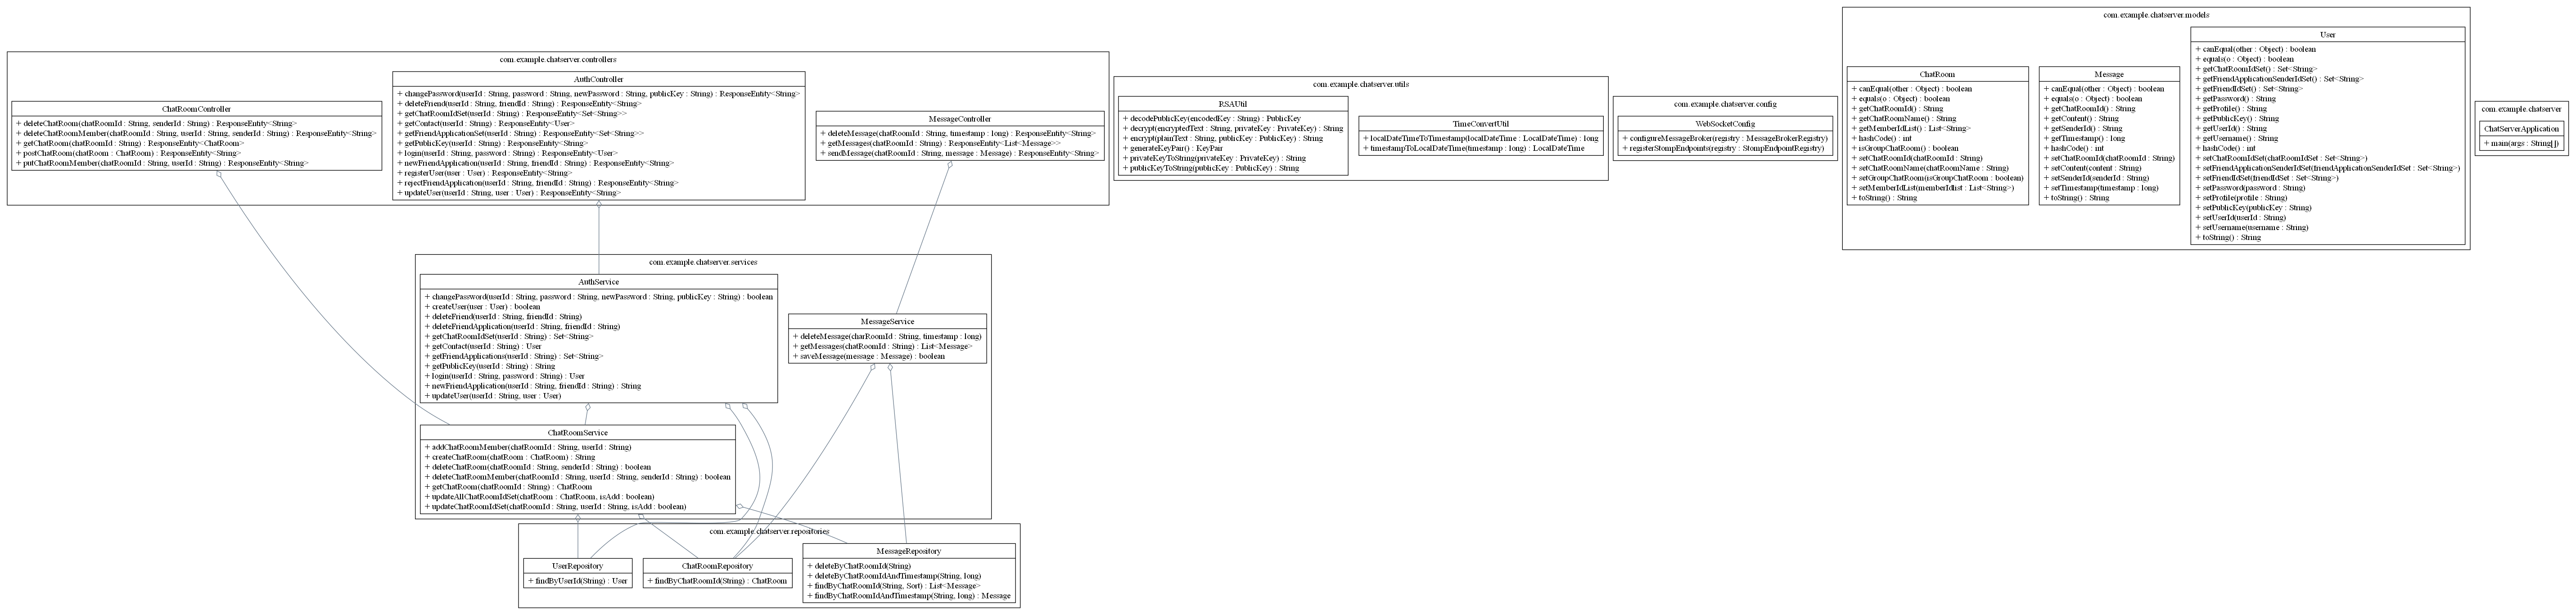 com.example.chatserver.controllers
ChatRoomController
+ deleteChatRoom(chatRoomId : String, senderId : String) : ResponseEntity<String>
+ deleteChatRoomMember(chatRoomId : String, userId : String, senderId : String) : ResponseEntity<String>
+ getChatRoom(chatRoomId : String) : ResponseEntity<ChatRoom>
+ postChatRoom(chatRoom : ChatRoom) : ResponseEntity<String>
+ putChatRoomMember(chatRoomId : String, userId : String) : ResponseEntity<String>
AuthController
+ changePassword(userId : String, password : String, newPassword : String, publicKey : String) : ResponseEntity<String>
+ deleteFriend(userId : String, friendId : String) : ResponseEntity<String>
+ getChatRoomIdSet(userId : String) : ResponseEntity<Set<String>>
+ getContact(userId : String) : ResponseEntity<User>
+ getFriendApplicationSet(userId : String) : ResponseEntity<Set<String>>
+ getPublicKey(userId : String) : ResponseEntity<String>
+ login(userId : String, password : String) : ResponseEntity<User>
+ newFriendApplication(userId : String, friendId : String) : ResponseEntity<String>
+ registerUser(user : User) : ResponseEntity<String>
+ rejectFriendApplication(userId : String, friendId : String) : ResponseEntity<String>
+ updateUser(userId : String, user : User) : ResponseEntity<String>
MessageController
+ deleteMessage(chatRoomId : String, timestamp : long) : ResponseEntity<String>
+ getMessages(chatRoomId : String) : ResponseEntity<List<Message>>
+ sendMessage(chatRoomId : String, message : Message) : ResponseEntity<String>
com.example.chatserver.utils
RSAUtil
+ decodePublicKey(encodedKey : String) : PublicKey
+ decrypt(encryptedText : String, privateKey : PrivateKey) : String
+ encrypt(plainText : String, publicKey : PublicKey) : String
+ generateKeyPair() : KeyPair
+ privateKeyToString(privateKey : PrivateKey) : String
+ publicKeyToString(publicKey : PublicKey) : String
TimeConvertUtil
+ localDateTimeToTimestamp(localDateTime : LocalDateTime) : long
+ timestampToLocalDateTime(timestamp : long) : LocalDateTime
com.example.chatserver.config
WebSocketConfig
+ configureMessageBroker(registry : MessageBrokerRegistry)
+ registerStompEndpoints(registry : StompEndpointRegistry)
com.example.chatserver.models
ChatRoom
+ canEqual(other : Object) : boolean
+ equals(o : Object) : boolean
+ getChatRoomId() : String
+ getChatRoomName() : String
+ getMemberIdList() : List<String>
+ hashCode() : int
+ isGroupChatRoom() : boolean
+ setChatRoomId(chatRoomId : String)
+ setChatRoomName(chatRoomName : String)
+ setGroupChatRoom(isGroupChatRoom : boolean)
+ setMemberIdList(memberIdlist : List<String>)
+ toString() : String
Message
+ canEqual(other : Object) : boolean
+ equals(o : Object) : boolean
+ getChatRoomId() : String
+ getContent() : String
+ getSenderId() : String
+ getTimestamp() : long
+ hashCode() : int
+ setChatRoomId(chatRoomId : String)
+ setContent(content : String)
+ setSenderId(senderId : String)
+ setTimestamp(timestamp : long)
+ toString() : String
User
+ canEqual(other : Object) : boolean
+ equals(o : Object) : boolean
+ getChatRoomIdSet() : Set<String>
+ getFriendApplicationSenderIdSet() : Set<String>
+ getFriendIdSet() : Set<String>
+ getPassword() : String
+ getProfile() : String
+ getPublicKey() : String
+ getUserId() : String
+ getUsername() : String
+ hashCode() : int
+ setChatRoomIdSet(chatRoomIdSet : Set<String>)
+ setFriendApplicationSenderIdSet(friendApplicationSenderIdSet : Set<String>)
+ setFriendIdSet(friendIdSet : Set<String>)
+ setPassword(password : String)
+ setProfile(profile : String)
+ setPublicKey(publicKey : String)
+ setUserId(userId : String)
+ setUsername(username : String)
+ toString() : String
com.example.chatserver
ChatServerApplication
+ main(args : String[])
com.example.chatserver.services
AuthService
+ changePassword(userId : String, password : String, newPassword : String, publicKey : String) : boolean
+ createUser(user : User) : boolean
+ deleteFriend(userId : String, friendId : String)
+ deleteFriendApplication(userId : String, friendId : String)
+ getChatRoomIdSet(userId : String) : Set<String>
+ getContact(userId : String) : User
+ getFriendApplications(userId : String) : Set<String>
+ getPublicKey(userId : String) : String
+ login(userId : String, password : String) : User
+ newFriendApplication(userId : String, friendId : String) : String
+ updateUser(userId : String, user : User)
MessageService
+ deleteMessage(charRoomId : String, timestamp : long)
+ getMessages(chatRoomId : String) : List<Message>
+ saveMessage(message : Message) : boolean
ChatRoomService
+ addChatRoomMember(chatRoomId : String, userId : String)
+ createChatRoom(chatRoom : ChatRoom) : String
+ deleteChatRoom(chatRoomId : String, senderId : String) : boolean
+ deleteChatRoomMember(chatRoomId : String, userId : String, senderId : String) : boolean
+ getChatRoom(chatRoomId : String) : ChatRoom
+ updateAllChatRoomIdSet(chatRoom : ChatRoom, isAdd : boolean)
+ updateChatRoomIdSet(chatRoomId : String, userId : String, isAdd : boolean)
com.example.chatserver.repositories
UserRepository
+ findByUserId(String) : User
ChatRoomRepository
+ findByChatRoomId(String) : ChatRoom
MessageRepository
+ deleteByChatRoomId(String)
+ deleteByChatRoomIdAndTimestamp(String, long)
+ findByChatRoomId(String, Sort) : List<Message>
+ findByChatRoomIdAndTimestamp(String, long) : Message